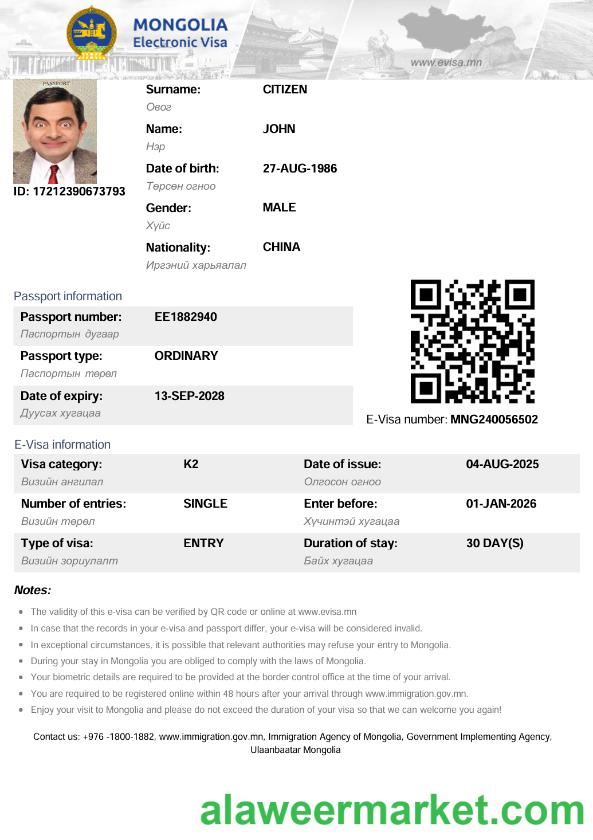 MONGOLIA
Electronic Visa
www.evisa.mn
PASSPORT
ID: 17212390673793
Surname: CITIZEN
Овог
Name: JOHN
Нэр
Date of birth: 27-AUG-1986
Төрсөн огноо
Gender: MALE
Хүйс
Nationality: CHINA
Иргэний харьяалал
Passport information
Passport number: EE1882940
Паспортын дугаар
Passport type: ORDINARY
Паспортын төрөл
Date of expiry: 13-SEP-2028
Дуусах хугацаа
E-Visa number: MNG240056502
E-Visa information
Visa category: K2 Date of issue: 04-AUG-2025
Визийн ангилал Олгосон огноо
Number of entries: SINGLE Enter before: 01-JAN-2026
Визийн төрөл Хүчинтэй хугацаа
Type of visa: ENTRY Duration of stay: 30 DAY(S)
Визийн зориулалт Байх хугацаа
Notes:
• The validity of this e-visa can be verified by QR code or online at www.evisa.mn
• In case that the records in your e-visa and passport differ, your e-visa will be considered invalid.
• In exceptional circumstances, it is possible that relevant authorities may refuse your entry to Mongolia.
• During your stay in Mongolia you are obliged to comply with the laws of Mongolia.
• Your biometric details are required to be provided at the border control office at the time of your arrival.
• You are required to be registered online within 48 hours after your arrival through www.immigration.gov.mn.
• Enjoy your visit to Mongolia and please do not exceed the duration of your visa so that we can welcome you again!
Contact us: +976 -1800-1882, www.immigration.gov.mn, Immigration Agency of Mongolia, Government Implementing Agency,
Ulaanbaatar Mongolia
alaweermarket.com